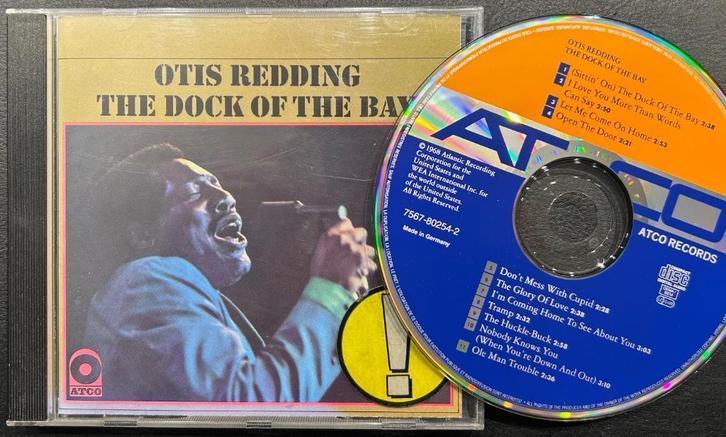 OTIS REDDING
THE DOCK OF THE BAY
ATCO
!
OTIS REDDING
THE DOCK OF THE BAY
1 (Sittin' On) The Dock Of The Bay 2:38
2 I Love You More Than Words
Can Say 2:50
3 Let Me Come On Home 2:53
4 Open The Door 2:21
ATCO
ATCO RECORDS
℗ 1968 Atlantic Recording
Corporation for the
United States and
WEA International Inc. for
the world outside
of the United States.
All Rights Reserved.
7567-80254-2
Made in Germany
COMPACT
disc
DIGITAL AUDIO
5 Don't Mess With Cupid 2:28
6 The Glory Of Love 2:38
7 I'm Coming Home To See About You 3:03
8 Tramp 2:32
9 The Huckle-Buck 2:58
10 Nobody Knows You
(When You're Down And Out) 3:10
11 Ole Man Trouble 2:36